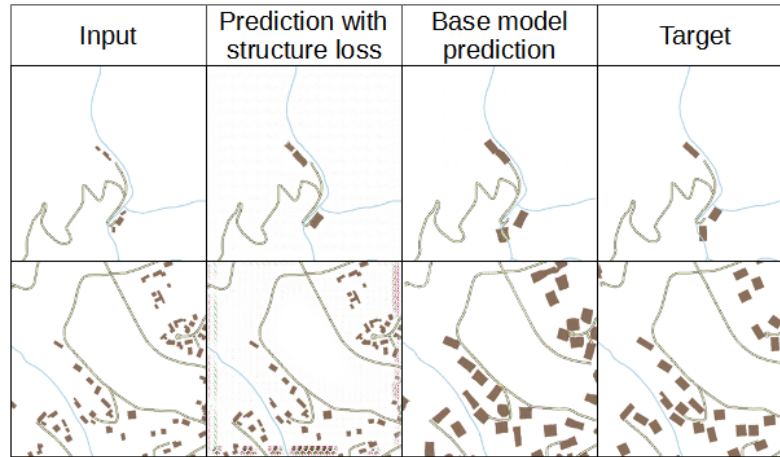 Input
Prediction with
structure loss
Base model
prediction
Target